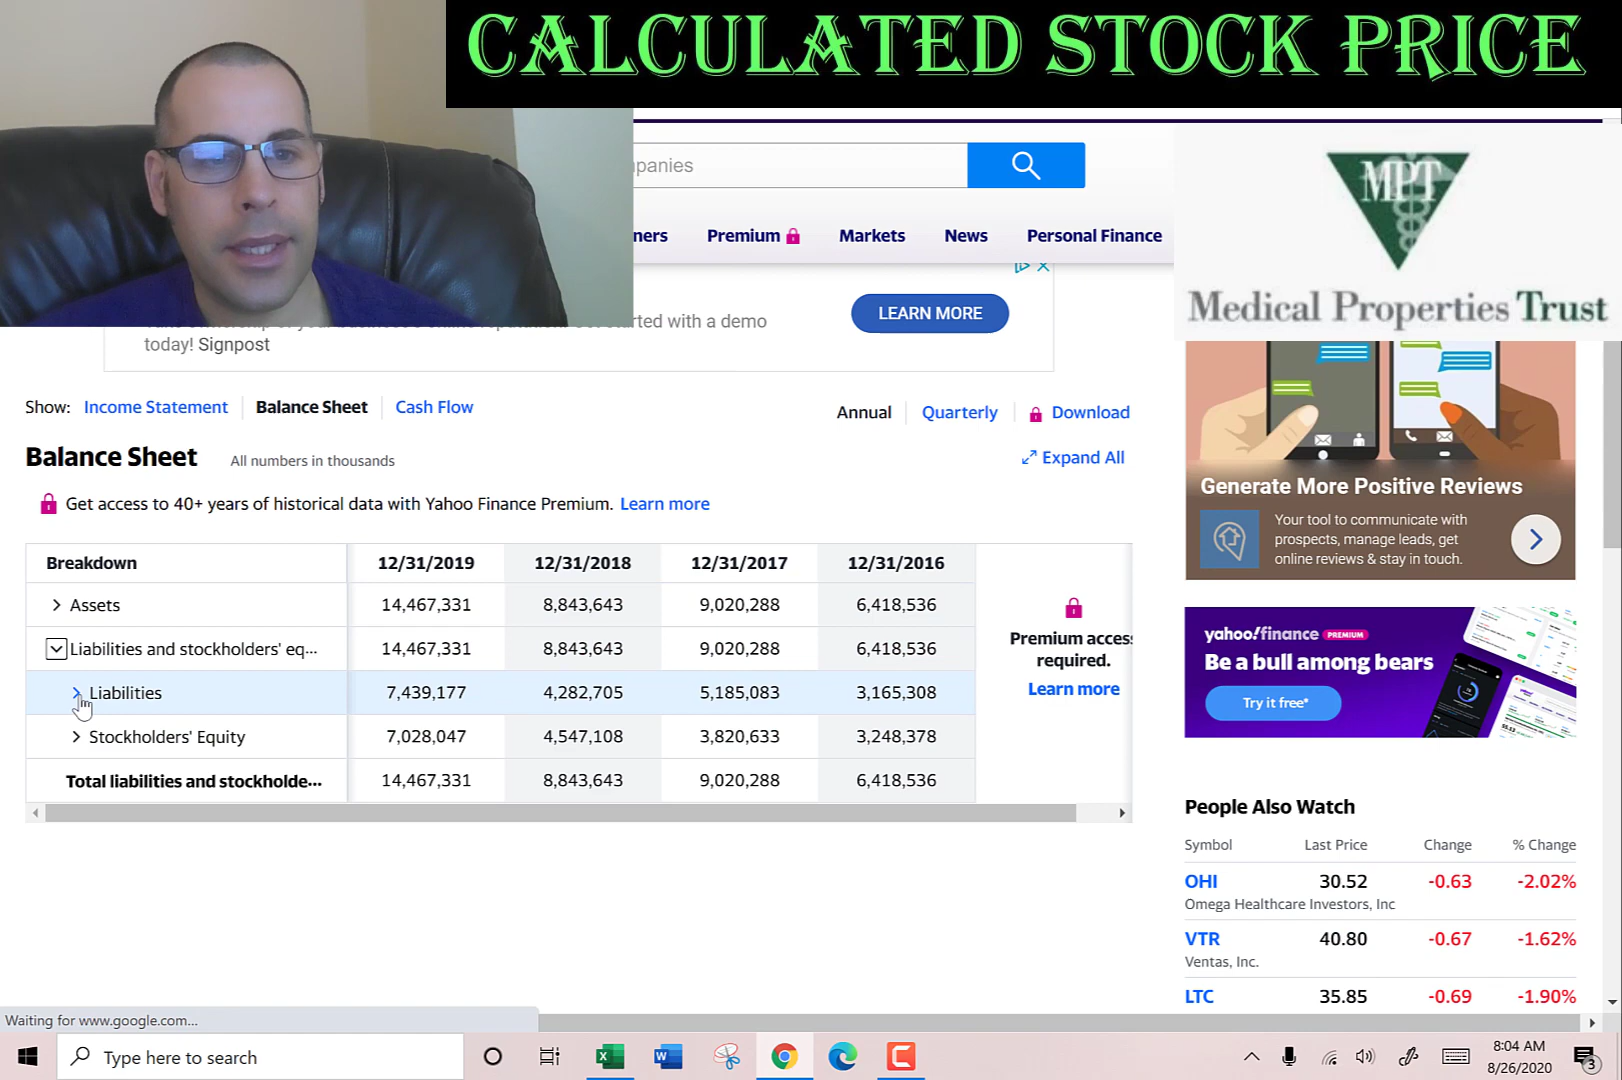 CALCULATED STOCK PRICE
panies
ners Premium Markets News Personal Finance
MPT
Medical Properties Trust
rted with a demo
today! Signpost
LEARN MORE
Show: Income Statement Balance Sheet Cash Flow
Annual Quarterly Download
Balance Sheet All numbers in thousands
Expand All
Get access to 40+ years of historical data with Yahoo Finance Premium. Learn more
Breakdown 12/31/2019 12/31/2018 12/31/2017 12/31/2016
Assets 14,467,331 8,843,643 9,020,288 6,418,536
Liabilities and stockholders' eq... 14,467,331 8,843,643 9,020,288 6,418,536
Liabilities 7,439,177 4,282,705 5,185,083 3,165,308
Stockholders' Equity 7,028,047 4,547,108 3,820,633 3,248,378
Total liabilities and stockholde... 14,467,331 8,843,643 9,020,288 6,418,536
Premium access
required.
Learn more
Generate More Positive Reviews
Your tool to communicate with
prospects, manage leads, get
online reviews & stay in touch.
yahoo!finance PREMIUM
Be a bull among bears
Try it free*
People Also Watch
Symbol Last Price Change % Change
OHI 30.52 -0.63 -2.02%
Omega Healthcare Investors, Inc
VTR 40.80 -0.67 -1.62%
Ventas, Inc.
LTC 35.85 -0.69 -1.90%
Waiting for www.google.com...
Type here to search
8:04 AM
8/26/2020
3